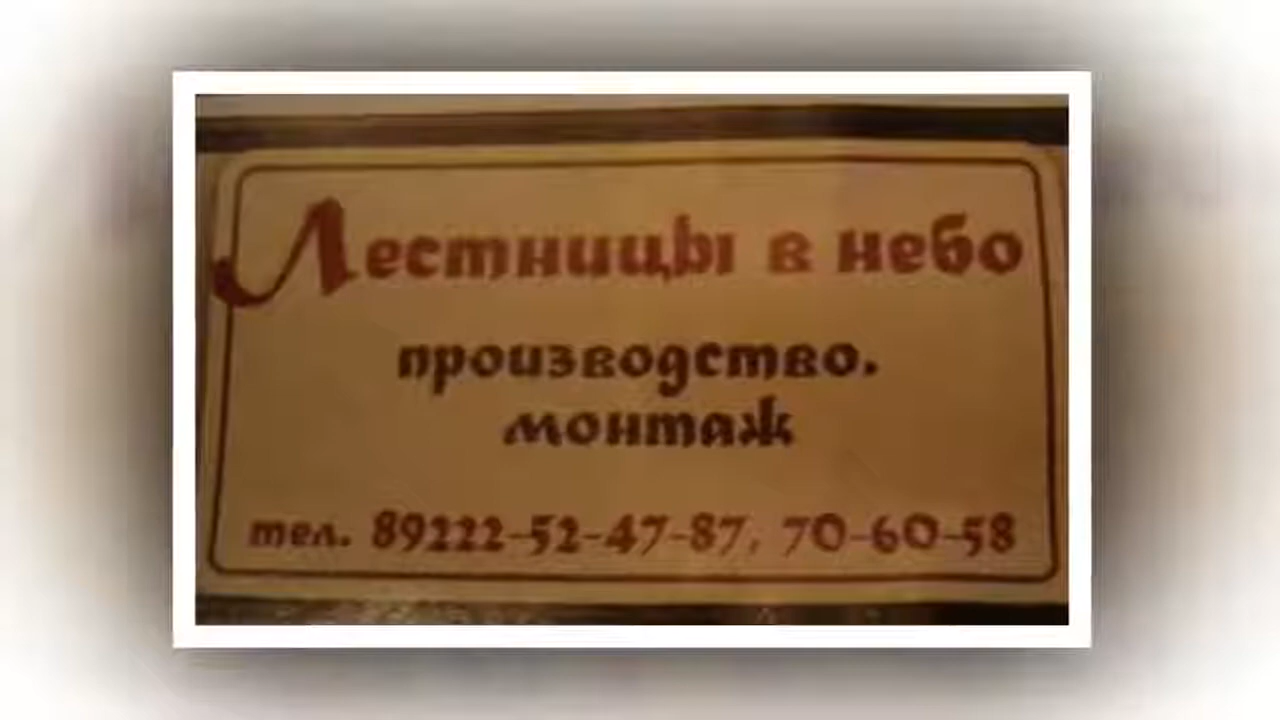 Лестницы в небо
производство.
монтаж
тел. 89222-52-47-87, 70-60-58